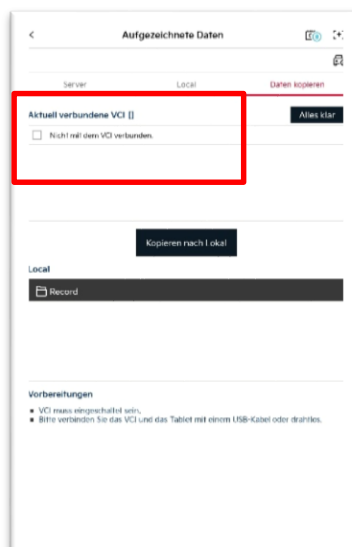 Aufgezeichnete Daten
Server Local Daten kopieren
Aktuell verbundene VCI [] Alles klar
Nicht mit dem VCI verbunden.
Kopieren nach Lokal
Local
Record
Vorbereitungen
VCI muss eingeschaltet sein.
Bitte verbinden Sie das VCI und das Tablet mit einem USB-Kabel oder drahtlos.